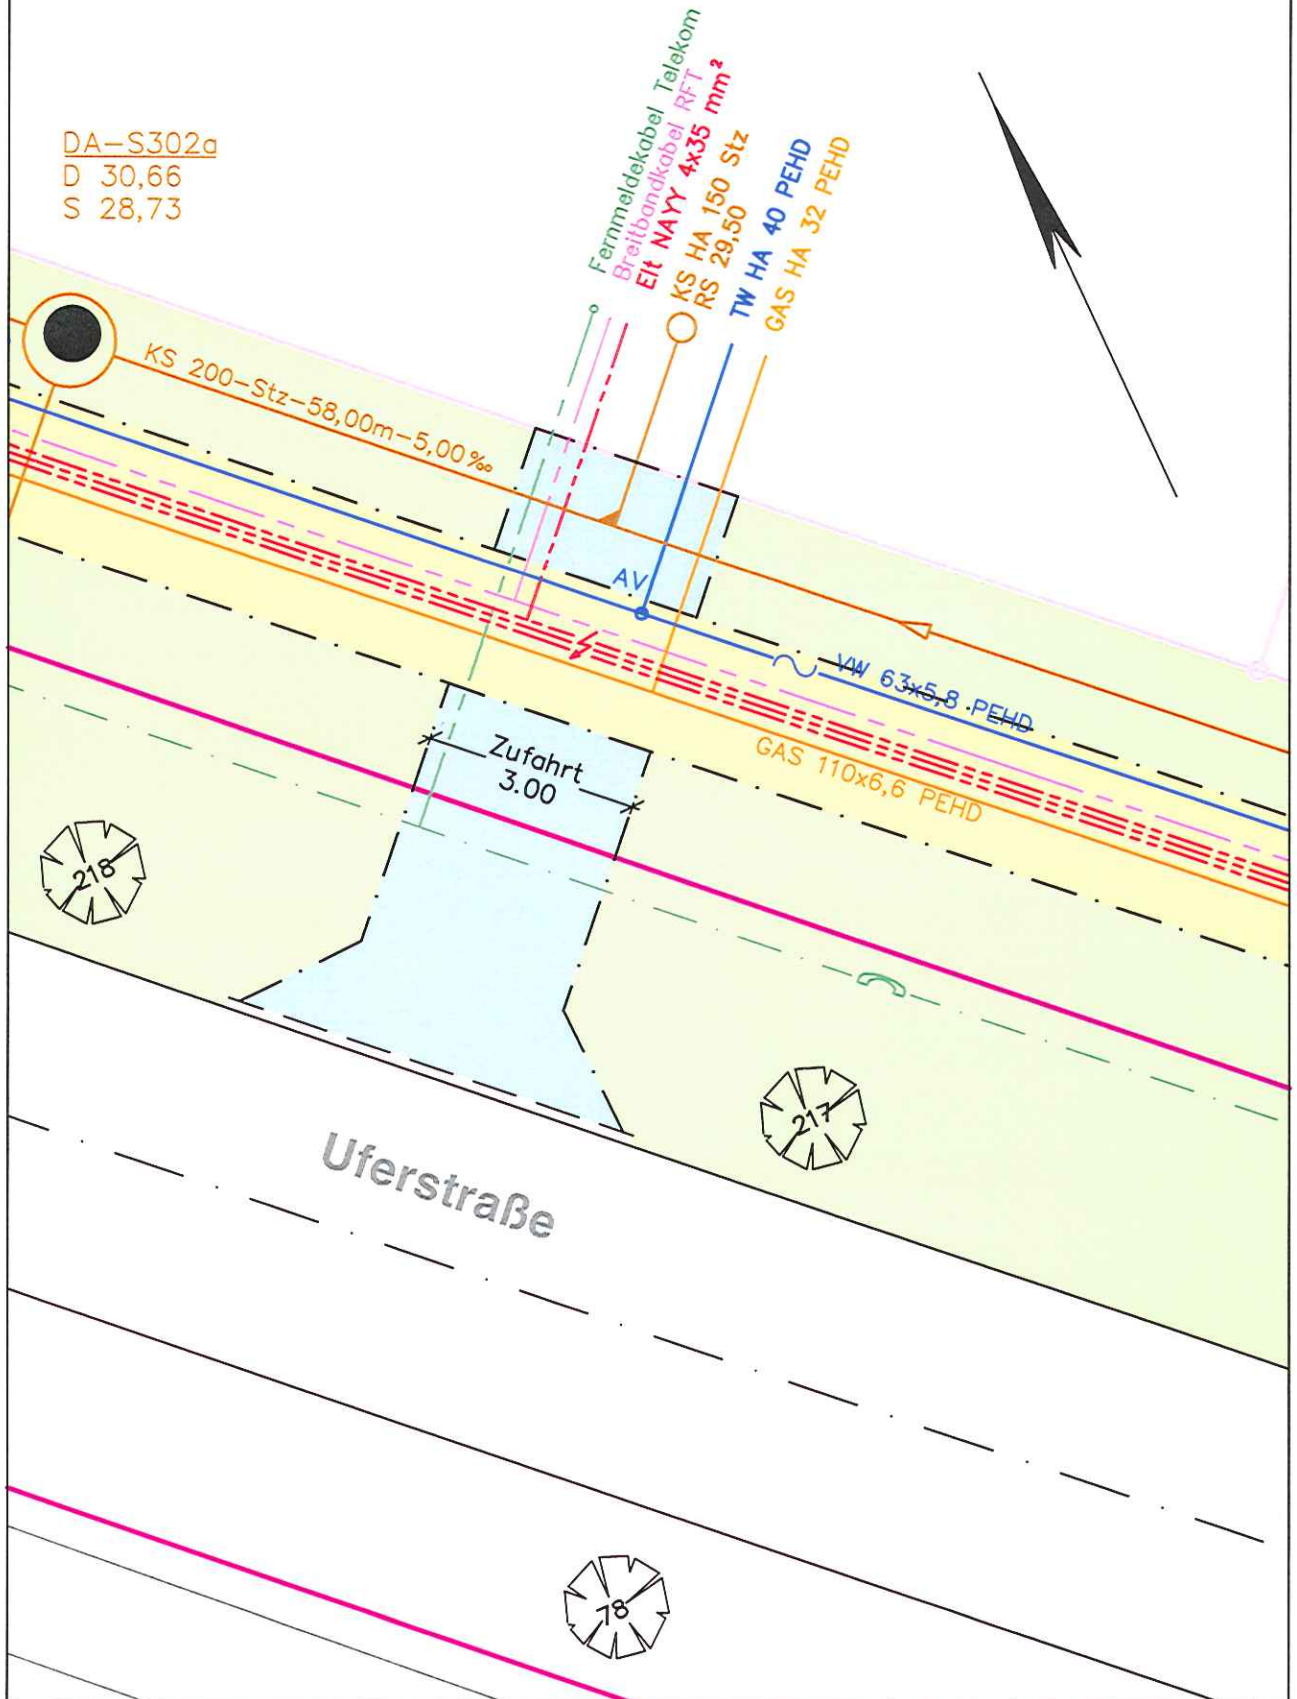 DA-S302a
D 30,66
S 28,73
Fernmeldekabel Telekom
Breitbandkabel RFT
Elt NAYY 4x35 mm²
KS HA 150 Stz
RS 29,50
TW HA 40 PEHD
GAS HA 32 PEHD
KS 200-Stz-58,00m-5,00‰
AV
VW 63x5,8 PEHD
GAS 110x6,6 PEHD
Zufahrt
3.00
218
217
Uferstraße
78